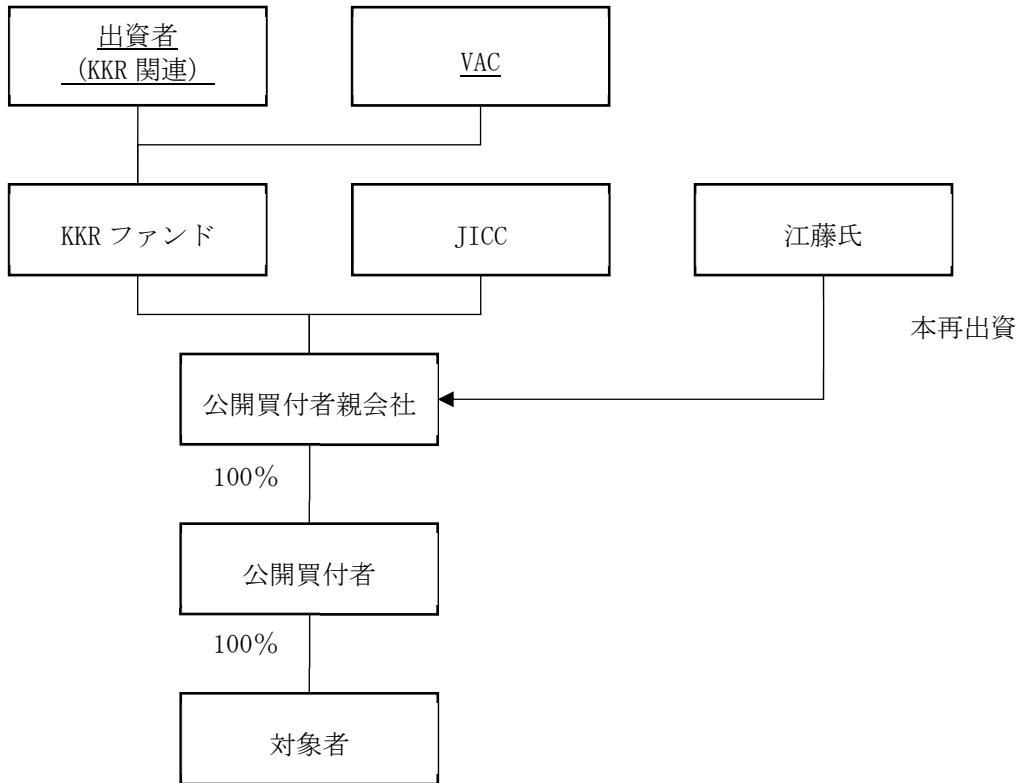 出資者
（KKR 関連）
VAC
KKR ファンド
JICC
江藤氏
本再出資
公開買付者親会社
100％
公開買付者
100％
対象者